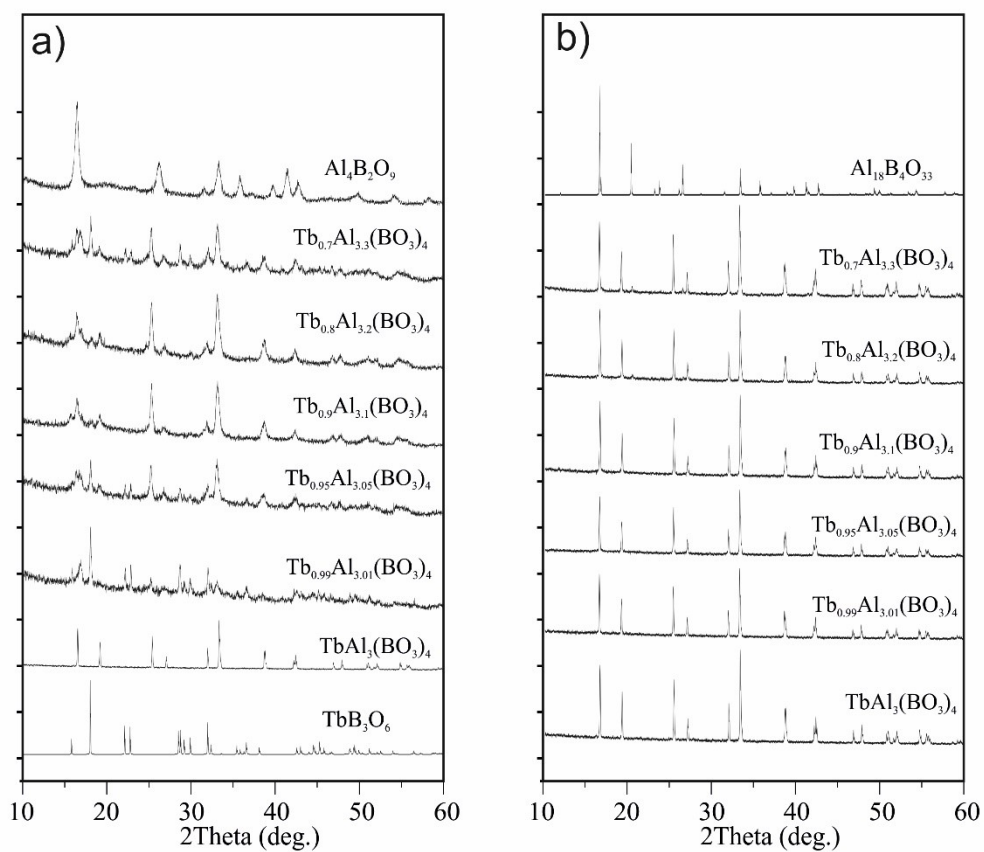 a)
Al4B2O9
Tb0.7Al3.3(BO3)4
Tb0.8Al3.2(BO3)4
Tb0.9Al3.1(BO3)4
Tb0.95Al3.05(BO3)4
Tb0.99Al3.01(BO3)4
TbAl3(BO3)4
TbB3O6
10 20 30 40 50 60
2Theta (deg.)
b)
Al18B4O33
Tb0.7Al3.3(BO3)4
Tb0.8Al3.2(BO3)4
Tb0.9Al3.1(BO3)4
Tb0.95Al3.05(BO3)4
Tb0.99Al3.01(BO3)4
TbAl3(BO3)4
10 20 30 40 50 60
2Theta (deg.)